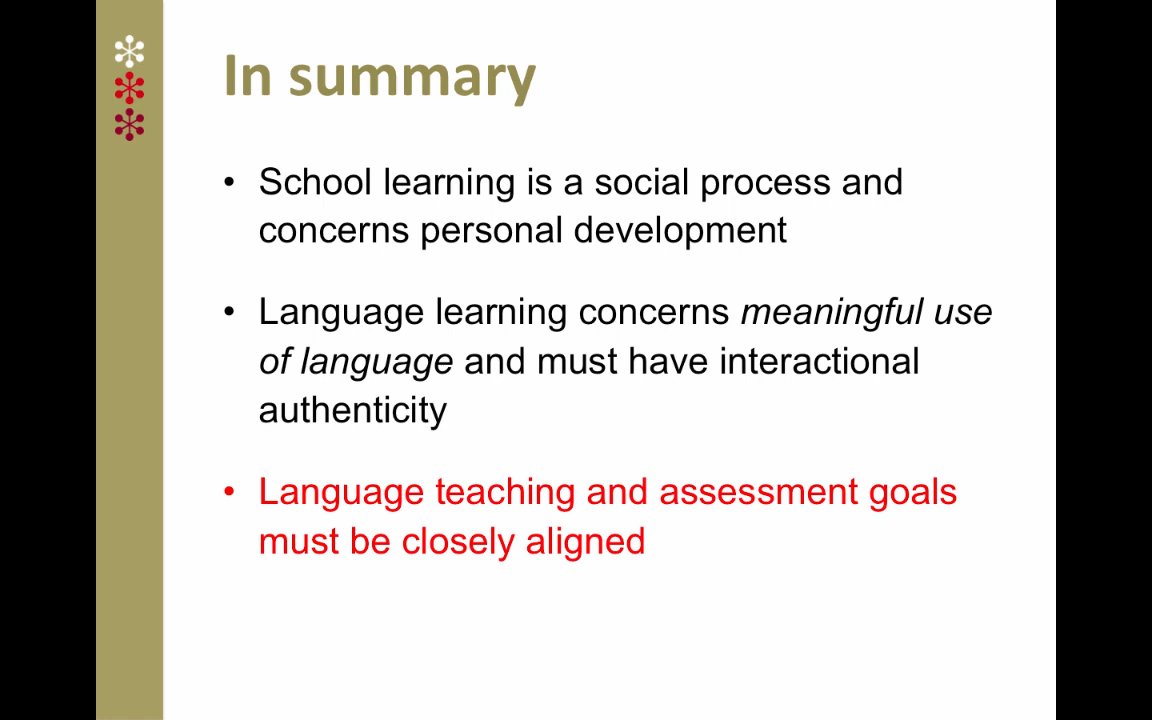 In summary
• School learning is a social process and
concerns personal development
• Language learning concerns meaningful use
of language and must have interactional
authenticity
• Language teaching and assessment goals
must be closely aligned